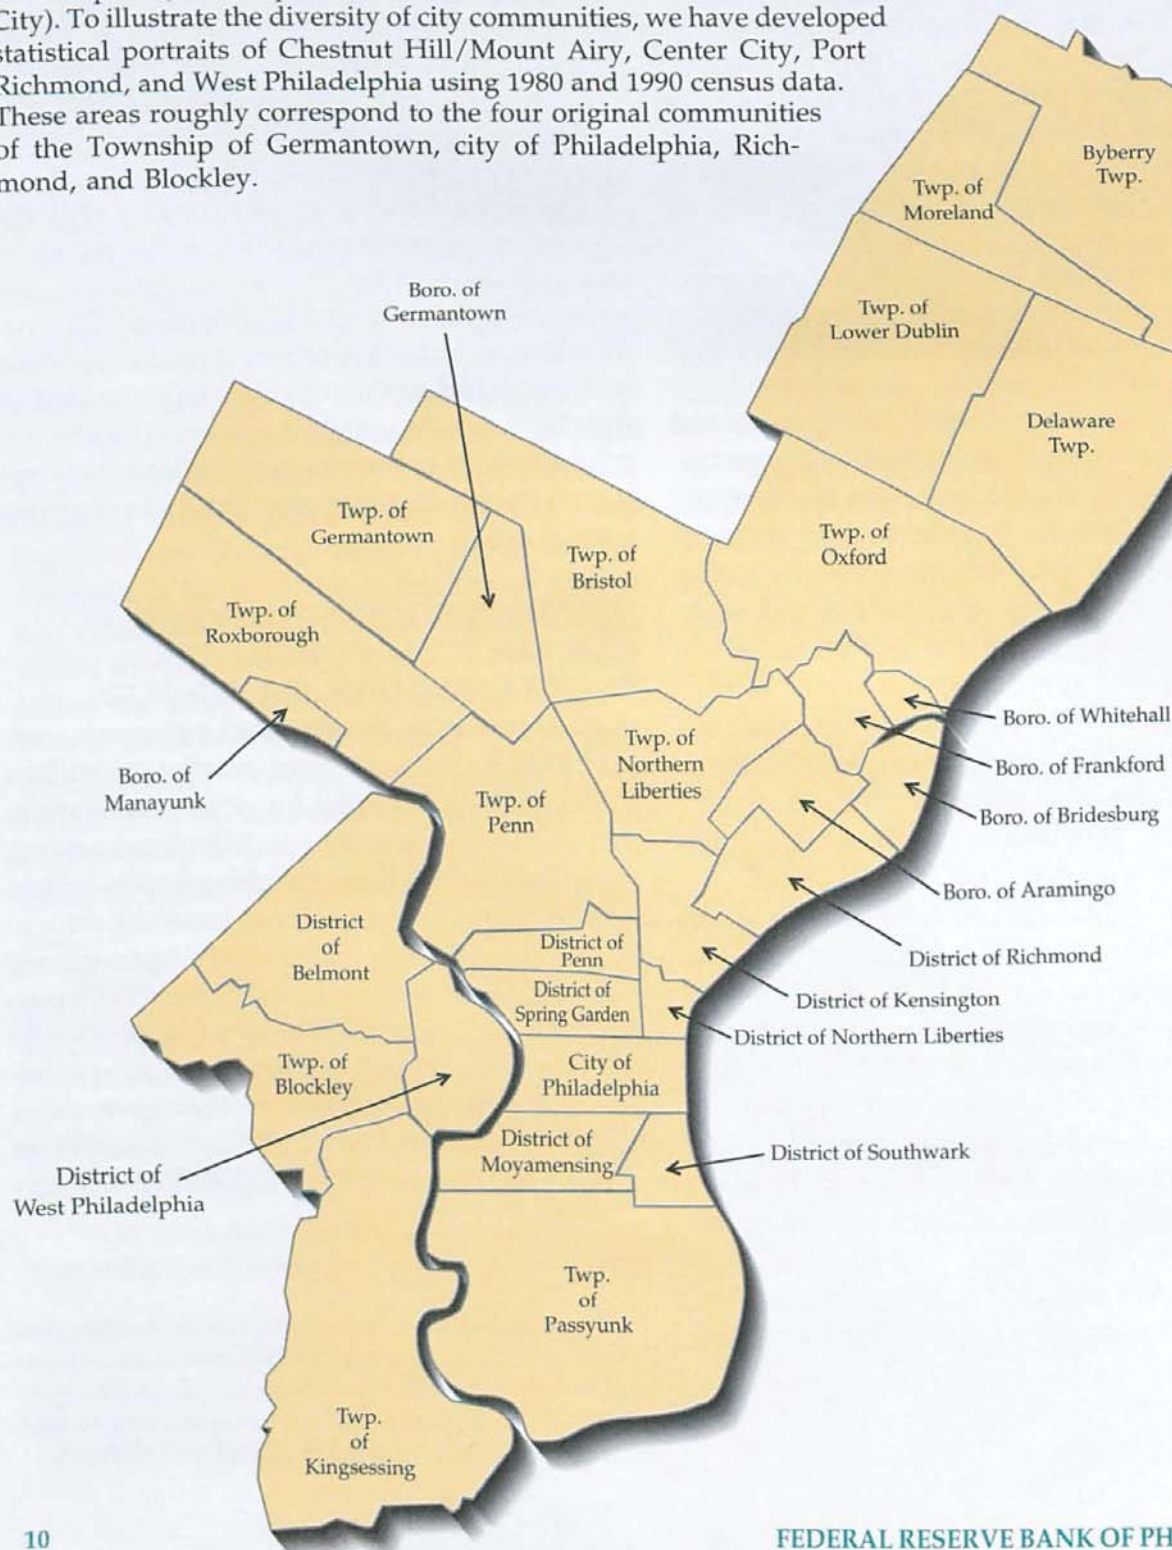 City). To illustrate the diversity of city communities, we have developed
statistical portraits of Chestnut Hill/Mount Airy, Center City, Port
Richmond, and West Philadelphia using 1980 and 1990 census data.
These areas roughly correspond to the four original communities
of the Township of Germantown, city of Philadelphia, Rich-
mond, and Blockley.
Byberry
Twp.
Twp. of
Moreland
Boro. of
Germantown
Twp. of
Lower Dublin
Delaware
Twp.
Twp. of
Germantown
Twp. of
Oxford
Twp. of
Bristol
Twp. of
Roxborough
Boro. of Whitehall
Twp. of
Northern
Liberties
Boro. of Frankford
Boro. of
Manayunk
Twp. of
Penn
Boro. of Bridesburg
Boro. of Aramingo
District
of
Belmont
District of
Penn
District of Richmond
District of
Spring Garden
District of Kensington
District of Northern Liberties
Twp. of
Blockley
City of
Philadelphia
District of
Moyamensing
District of Southwark
District of
West Philadelphia
Twp.
of
Passyunk
Twp.
of
Kingsessing
10
FEDERAL RESERVE BANK OF PH